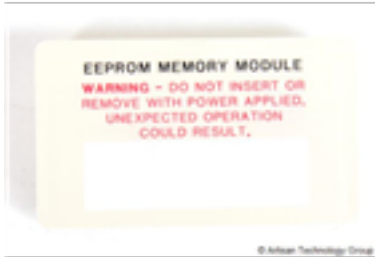 EEPROM MEMORY MODULE
WARNING - DO NOT INSERT OR
REMOVE WITH POWER APPLIED.
UNEXPECTED OPERATION
COULD RESULT.
© Artisan Technology Group